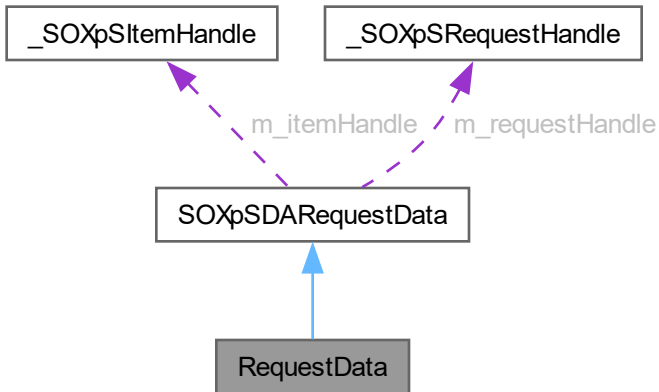 _SOXpSItemHandle
_SOXpSRequestHandle
m_itemHandle
m_requestHandle
SOXpSDARequestData
RequestData